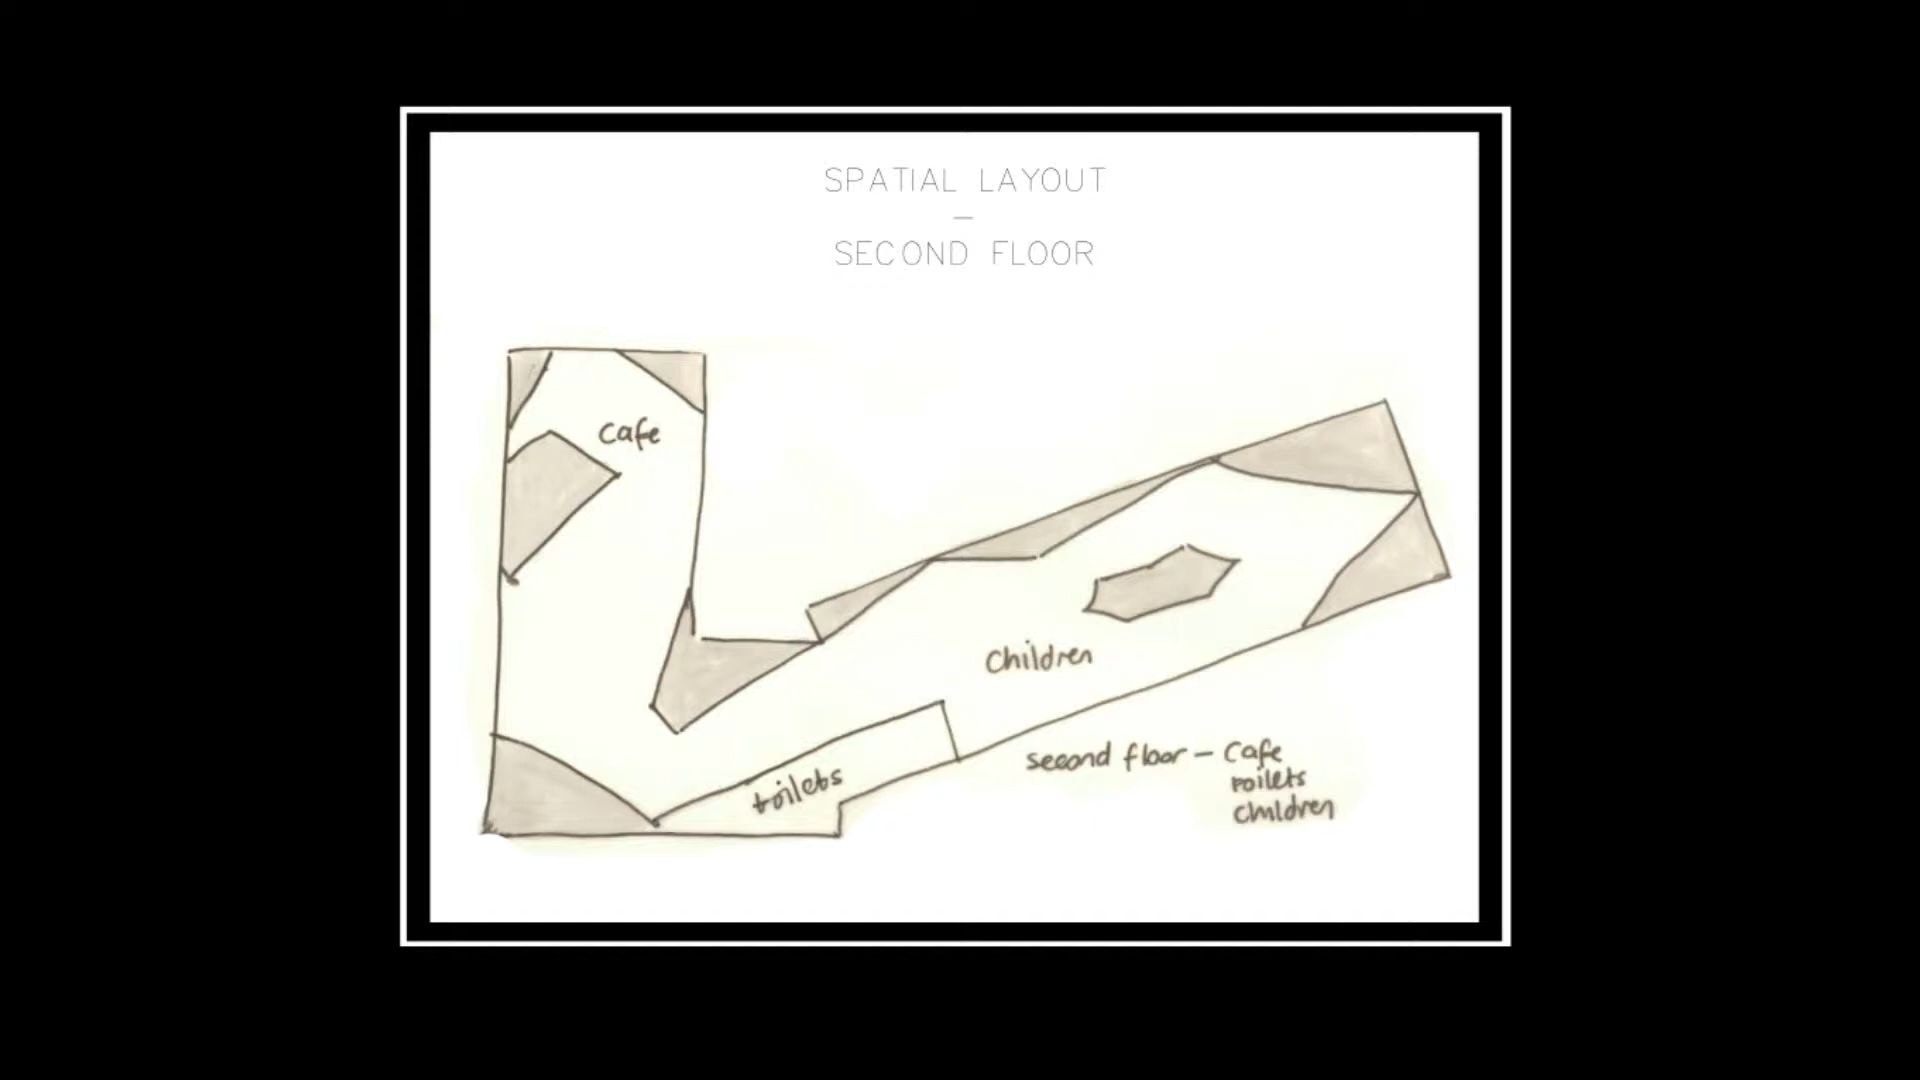 SPATIAL LAYOUT
—
SECOND FLOOR
Cafe
Children
toilets
second floor — Cafe
toilets
Children